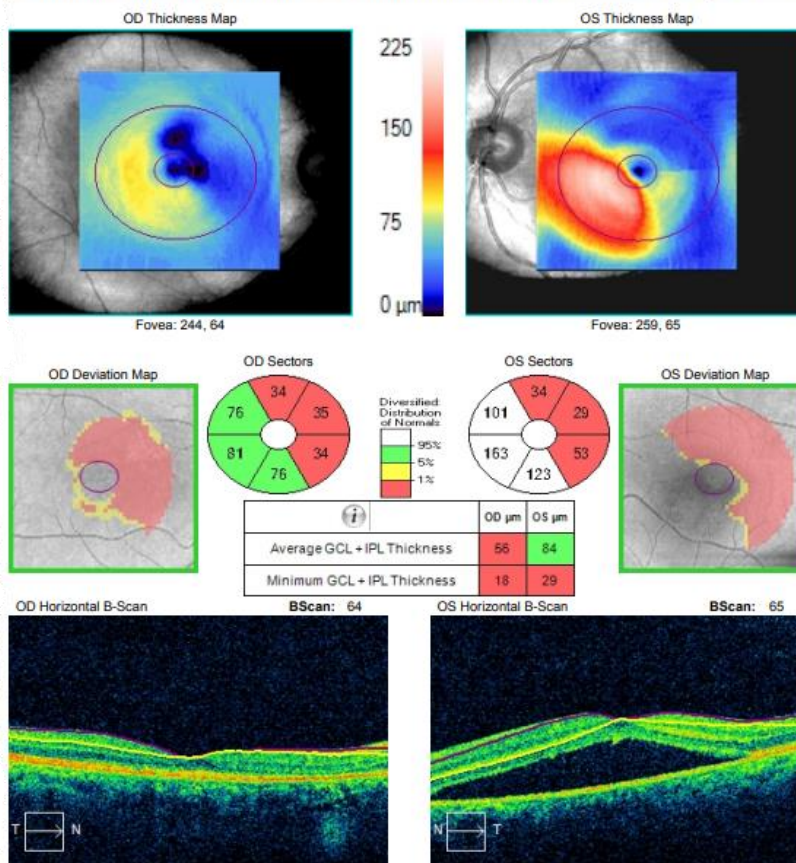 OD Thickness Map
OS Thickness Map
225
150
75
0 µm
Fovea: 244, 64
Fovea: 259, 65
OD Deviation Map
OD Sectors
OS Sectors
OS Deviation Map
34
76
35
81
34
76
Diversified:
Distribution
of Normals
95%
5%
1%
34
101
29
163
53
123
i OD µm OS µm
Average GCL + IPL Thickness 56 84
Minimum GCL + IPL Thickness 18 29
OD Horizontal B-Scan BScan: 64
OS Horizontal B-Scan BScan: 65
T N
N T